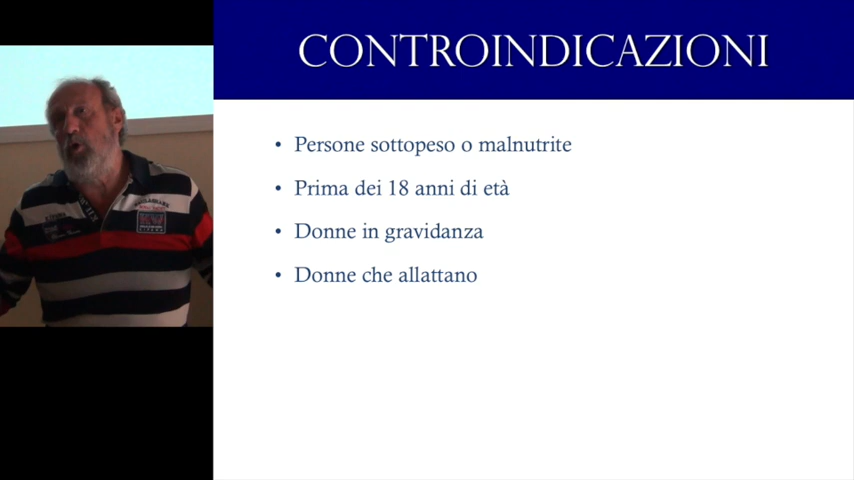 CONTROINDICAZIONI
• Persone sottopeso o malnutrite
• Prima dei 18 anni di età
• Donne in gravidanza
• Donne che allattano